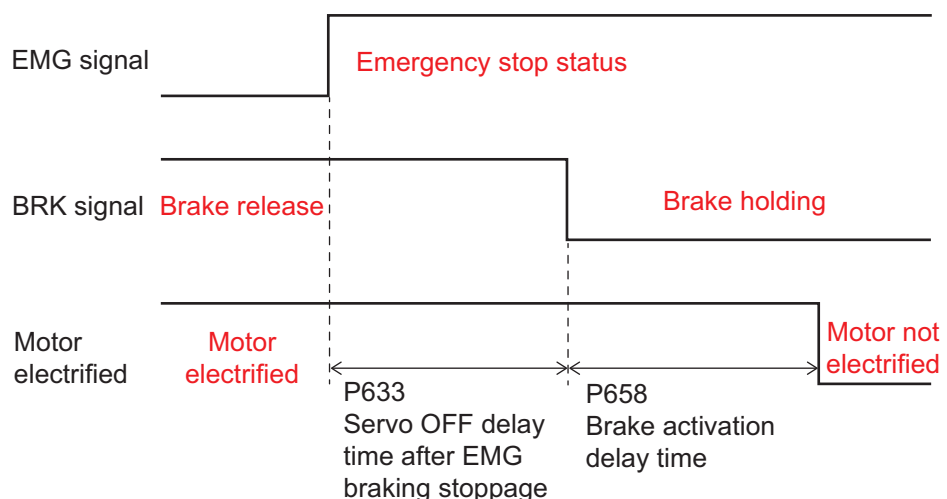 EMG signal
Emergency stop status
BRK signal
Brake release
Brake holding
Motor
electrified
Motor
electrified
Motor not
electrified
P633
Servo OFF delay
time after EMG
braking stoppage
P658
Brake activation
delay time